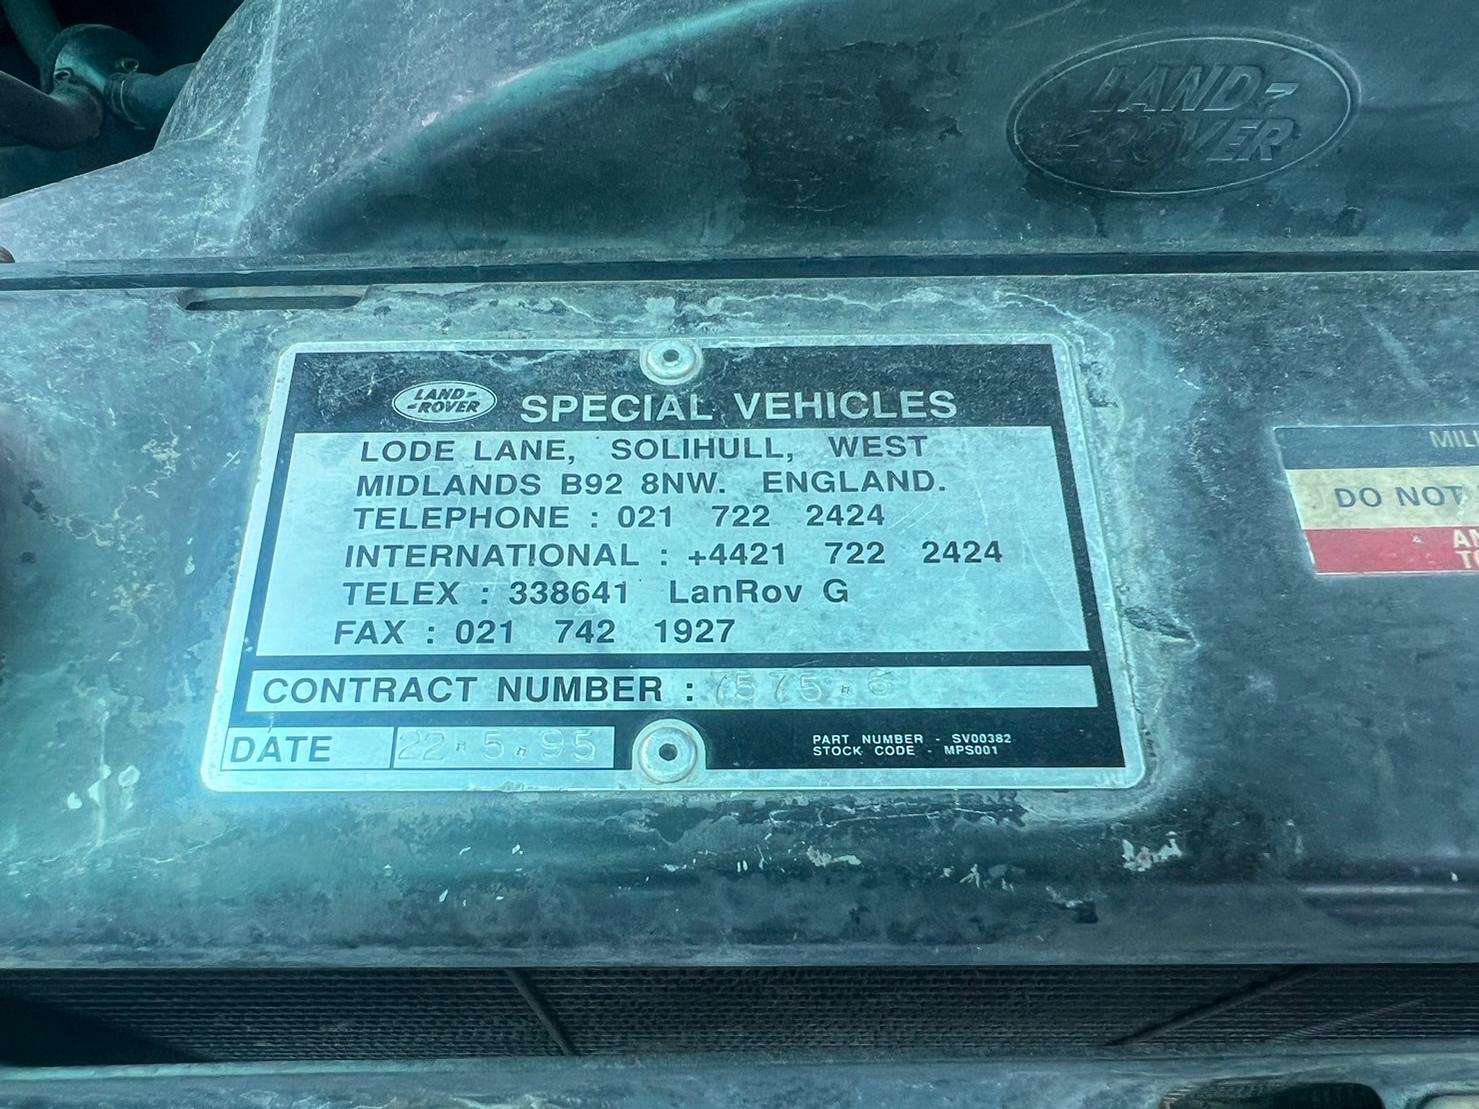 LAND-
ROVER
LAND-
-ROVER
SPECIAL VEHICLES
LODE LANE, SOLIHULL, WEST
MIDLANDS B92 8NW. ENGLAND.
TELEPHONE : 021 722 2424
INTERNATIONAL : +4421 722 2424
TELEX : 338641 LanRov G
FAX : 021 742 1927
CONTRACT NUMBER : 7575.6
DATE 22.5.95
PART NUMBER - SV00382
STOCK CODE - MPS001
DO NOT